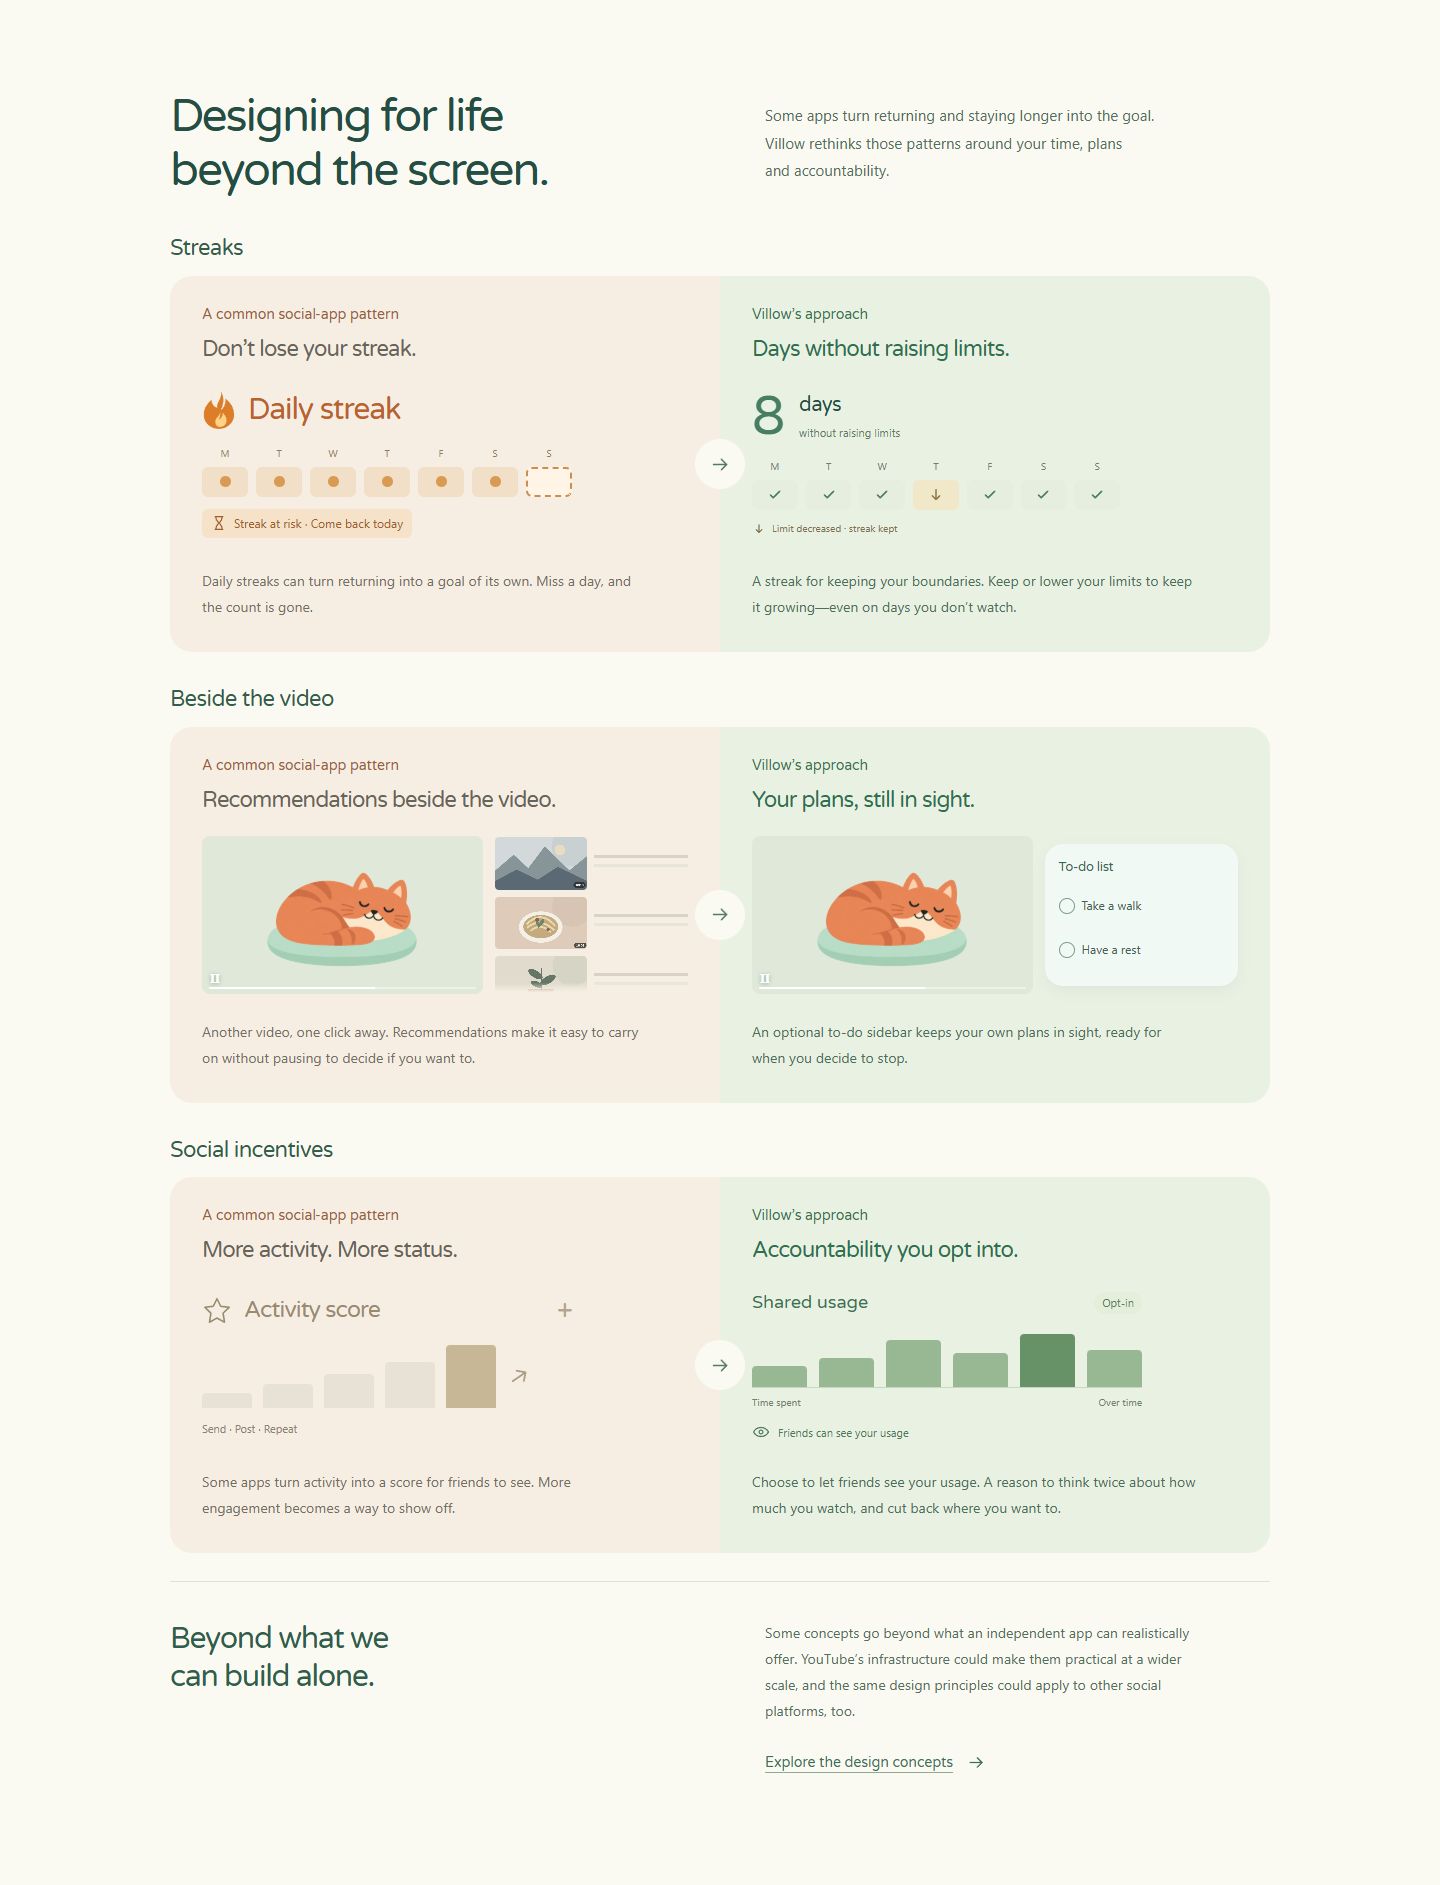 Designing for life
beyond the screen.
Some apps turn returning and staying longer into the goal.
Villow rethinks those patterns around your time, plans
and accountability.
Streaks
A common social-app pattern
Don’t lose your streak.
Daily streak
M T W T F S S
Streak at risk · Come back today
Daily streaks can turn returning into a goal of its own. Miss a day, and
the count is gone.
Villow’s approach
Days without raising limits.
8 days
without raising limits
M T W T F S S
Limit decreased · streak kept
A streak for keeping your boundaries. Keep or lower your limits to keep
it growing—even on days you don’t watch.
Beside the video
A common social-app pattern
Recommendations beside the video.
Another video, one click away. Recommendations make it easy to carry
on without pausing to decide if you want to.
Villow’s approach
Your plans, still in sight.
To-do list
Take a walk
Have a rest
An optional to-do sidebar keeps your own plans in sight, ready for
when you decide to stop.
Social incentives
A common social-app pattern
More activity. More status.
Activity score
Send · Post · Repeat
Some apps turn activity into a score for friends to see. More
engagement becomes a way to show off.
Villow’s approach
Accountability you opt into.
Shared usage
Opt-in
Time spent
Over time
Friends can see your usage
Choose to let friends see your usage. A reason to think twice about how
much you watch, and cut back where you want to.
Beyond what we
can build alone.
Some concepts go beyond what an independent app can realistically
offer. YouTube’s infrastructure could make them practical at a wider
scale, and the same design principles could apply to other social
platforms, too.
Explore the design concepts